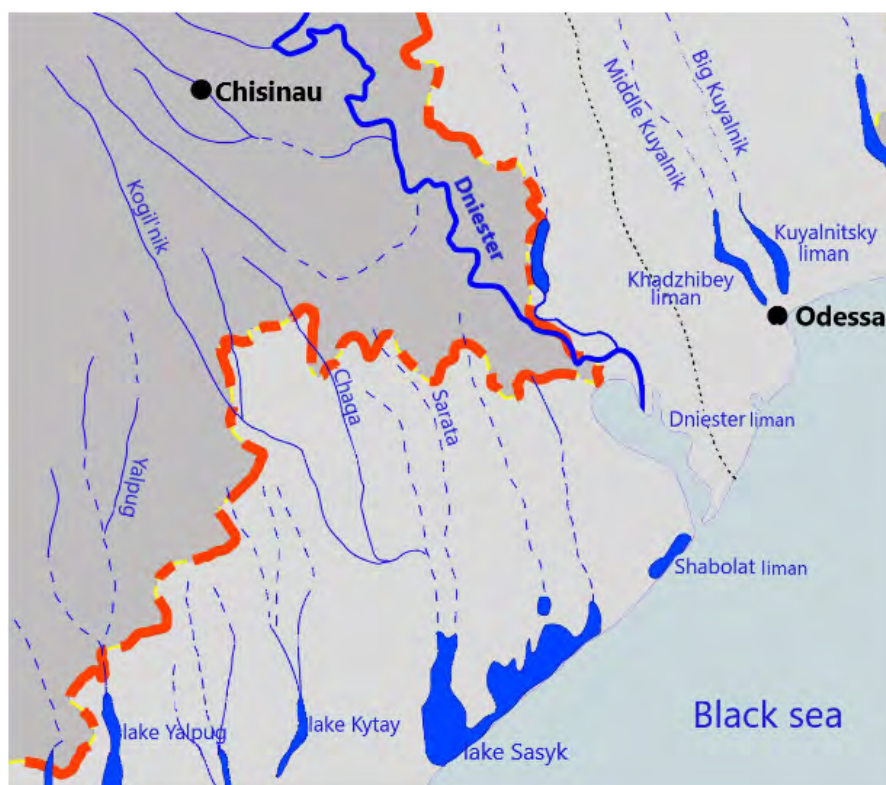 Chisinau
Big Kuyalnik
Middle Kuyalnik
Kogil'nik
Dniester
Kuyalnitsky
liman
Khadzhibey
liman
Odessa
Chaga
Sarata
Dniester liman
Yalpug
Shabolat liman
Black sea
lake Yalpug
lake Kytay
lake Sasyk